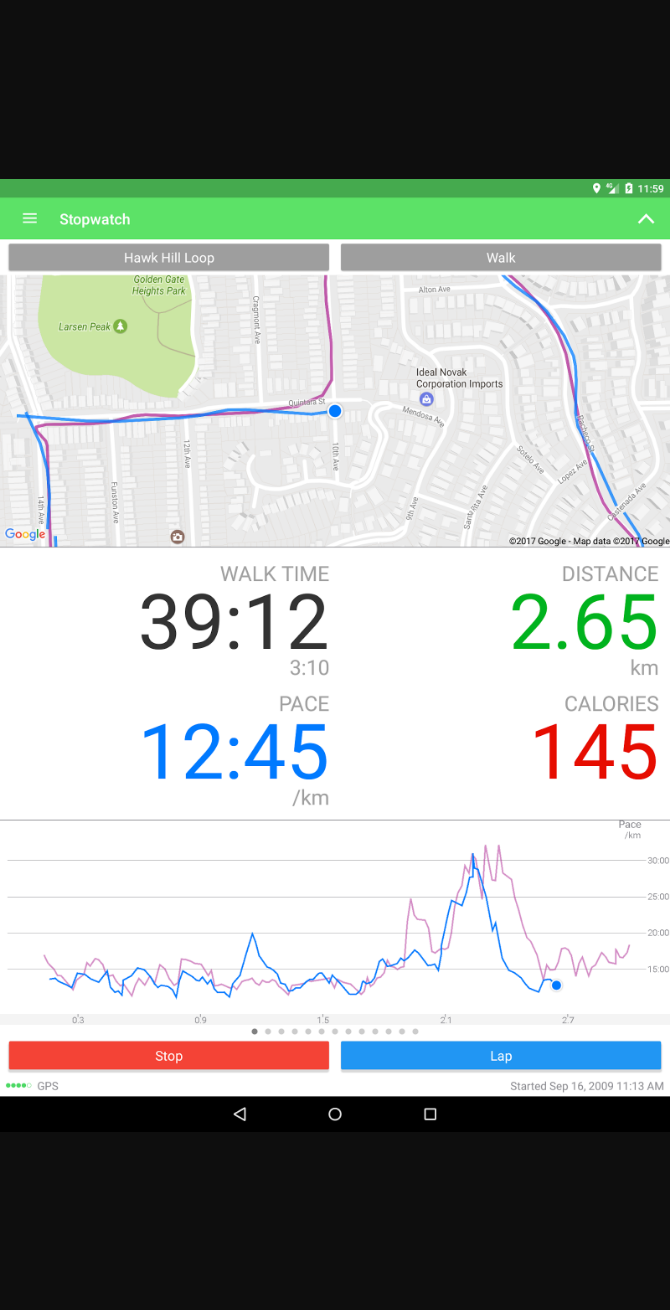 4G 11:59
Stopwatch
Hawk Hill Loop
Walk
Golden Gate
Heights Park
Larsen Peak
Cragmont Ave
Alton Ave
Ideal Novak
Corporation Imports
Quintara St
Mendosa Ave
Pacheco St
12th Ave
10th Ave
Sotelo Ave
Lopez Ave
14th Ave
Funston Ave
9th Ave
Santa Rita Ave
Castenada Ave
Google
©2017 Google - Map data ©2017 Google
WALK TIME
39:12
3:10
DISTANCE
2.65
km
PACE
12:45
/km
CALORIES
145
Pace
/km
30:00
25:00
20:00
15:00
0.3
0.9
1.5
2.1
2.7
Stop
Lap
GPS
Started Sep 16, 2009 11:13 AM